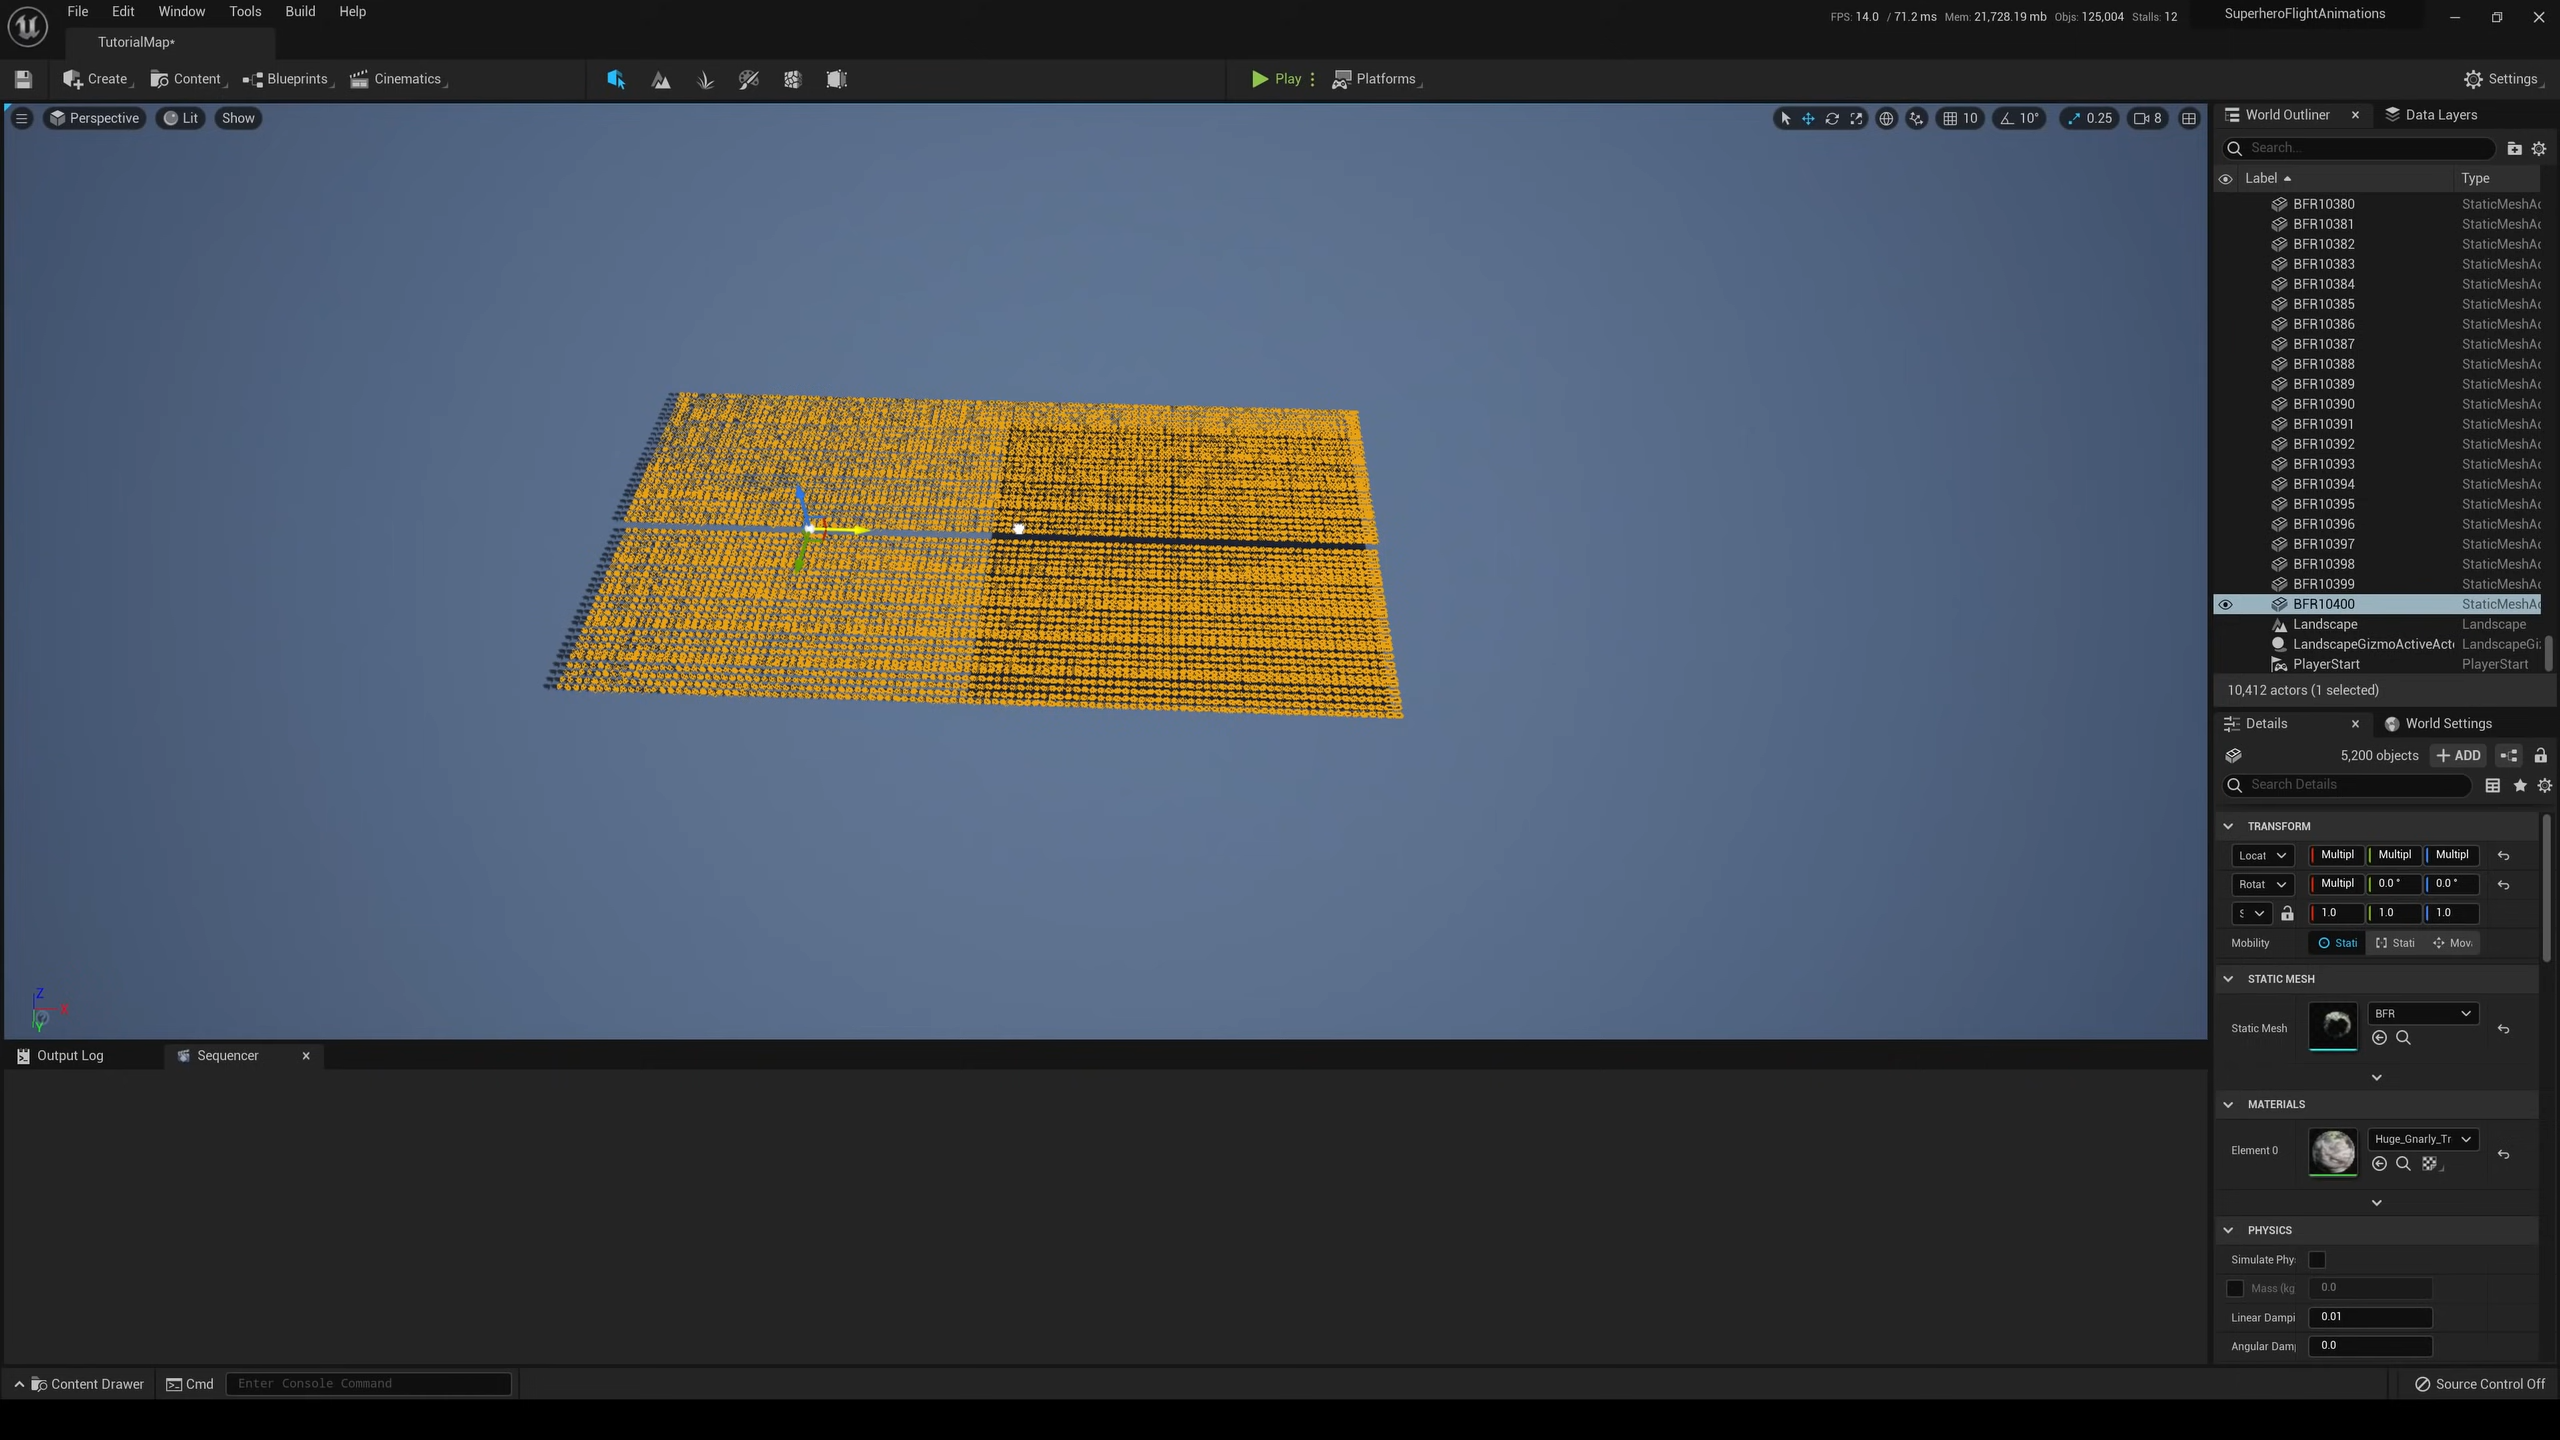 File Edit Window Tools Build Help
FPS: 14.0 / 71.2 ms Mem: 21,728.19 mb Objs: 125,004 Stalls: 12
SuperheroFlightAnimations
TutorialMap*
Create Content Blueprints Cinematics Play Platforms Settings
Perspective Lit Show
10 10° 0.25 8
World Outliner Data Layers
Search...
Label Type
BFR10380 StaticMeshAc
BFR10381 StaticMeshAc
BFR10382 StaticMeshAc
BFR10383 StaticMeshAc
BFR10384 StaticMeshAc
BFR10385 StaticMeshAc
BFR10386 StaticMeshAc
BFR10387 StaticMeshAc
BFR10388 StaticMeshAc
BFR10389 StaticMeshAc
BFR10390 StaticMeshAc
BFR10391 StaticMeshAc
BFR10392 StaticMeshAc
BFR10393 StaticMeshAc
BFR10394 StaticMeshAc
BFR10395 StaticMeshAc
BFR10396 StaticMeshAc
BFR10397 StaticMeshAc
BFR10398 StaticMeshAc
BFR10399 StaticMeshAc
BFR10400 StaticMeshAc
Landscape Landscape
LandscapeGizmoActiveActo LandscapeGi:
PlayerStart PlayerStart
10,412 actors (1 selected)
Details World Settings
5,200 objects + ADD
Search Details
TRANSFORM
Locat Multipl Multipl Multipl
Rotat Multipl 0.0 ° 0.0 °
S 1.0 1.0 1.0
Mobility Stati Stati Mov
STATIC MESH
Static Mesh BFR
MATERIALS
Element 0 Huge_Gnarly_Tr
PHYSICS
Simulate Phy
Mass (kg 0.0
Linear Dampi 0.01
Angular Dam 0.0
Z X Y
Output Log Sequencer
Content Drawer Cmd Enter Console Command Source Control Off